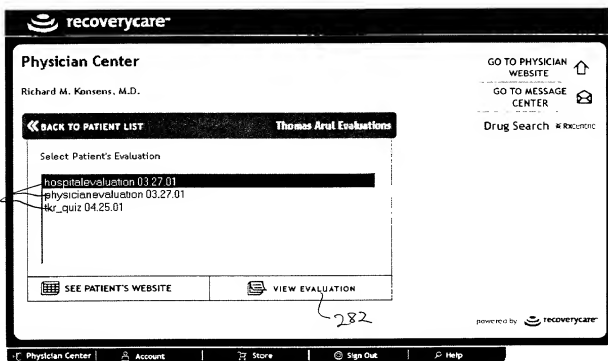 recoverycare
Physician Center
Richard M. Konsens, M.D.
GO TO PHYSICIAN
WEBSITE
GO TO MESSAGE
CENTER
Drug Search Rxcentric
BACK TO PATIENT LIST
Thomas Arut Evaluations
Select Patient's Evaluation
hospitalevaluation 03.27.01
physicianevaluation 03.27.01
tkr_quiz 04.25.01
SEE PATIENT'S WEBSITE
VIEW EVALUATION
282
powered by recoverycare
Physician Center | Account | Store | Sign Out | Help